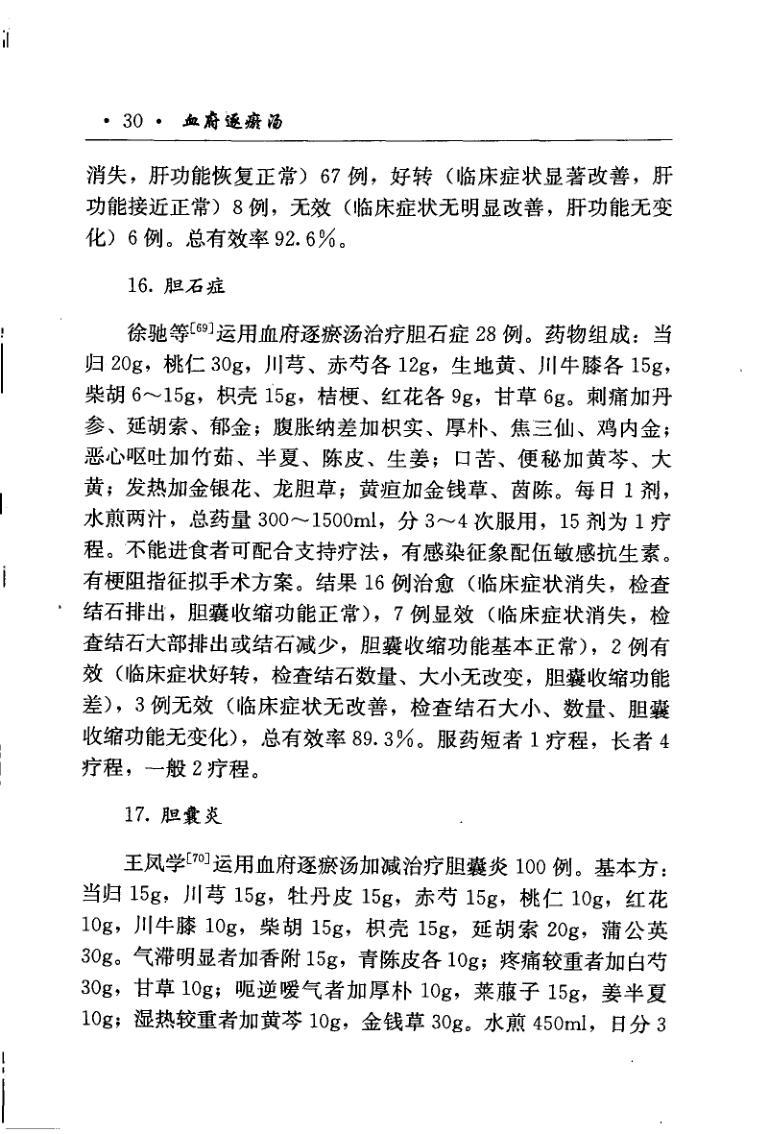 · 30 · 血府逐瘀汤
消失，肝功能恢复正常）67 例，好转（临床症状显著改善，肝
功能接近正常）8 例，无效（临床症状无明显改善，肝功能无变
化）6 例。总有效率 92.6%。
16. 胆石症
徐驰等[69]运用血府逐瘀汤治疗胆石症 28 例。药物组成：当
归 20g，桃仁 30g，川芎、赤芍各 12g，生地黄、川牛膝各 15g，
柴胡 6～15g，枳壳 15g，桔梗、红花各 9g，甘草 6g。刺痛加丹
参、延胡索、郁金；腹胀纳差加枳实、厚朴、焦三仙、鸡内金；
恶心呕吐加竹茹、半夏、陈皮、生姜；口苦、便秘加黄芩、大
黄；发热加金银花、龙胆草；黄疸加金钱草、茵陈。每日 1 剂，
水煎两汁，总药量 300～1500ml，分 3～4 次服用，15 剂为 1 疗
程。不能进食者可配合支持疗法，有感染征象配伍敏感抗生素。
有梗阻指征拟手术方案。结果 16 例治愈（临床症状消失，检查
结石排出，胆囊收缩功能正常），7 例显效（临床症状消失，检
查结石大部排出或结石减少，胆囊收缩功能基本正常），2 例有
效（临床症状好转，检查结石数量、大小无改变，胆囊收缩功能
差），3 例无效（临床症状无改善，检查结石大小、数量、胆囊
收缩功能无变化），总有效率 89.3%。服药短者 1 疗程，长者 4
疗程，一般 2 疗程。
17. 胆囊炎
王凤学[70]运用血府逐瘀汤加减治疗胆囊炎 100 例。基本方：
当归 15g，川芎 15g，牡丹皮 15g，赤芍 15g，桃仁 10g，红花
10g，川牛膝 10g，柴胡 15g，枳壳 15g，延胡索 20g，蒲公英
30g。气滞明显者加香附 15g，青陈皮各 10g；疼痛较重者加白芍
30g，甘草 10g；呃逆嗳气者加厚朴 10g，莱菔子 15g，姜半夏
10g；湿热较重者加黄芩 10g，金钱草 30g。水煎 450ml，日分 3